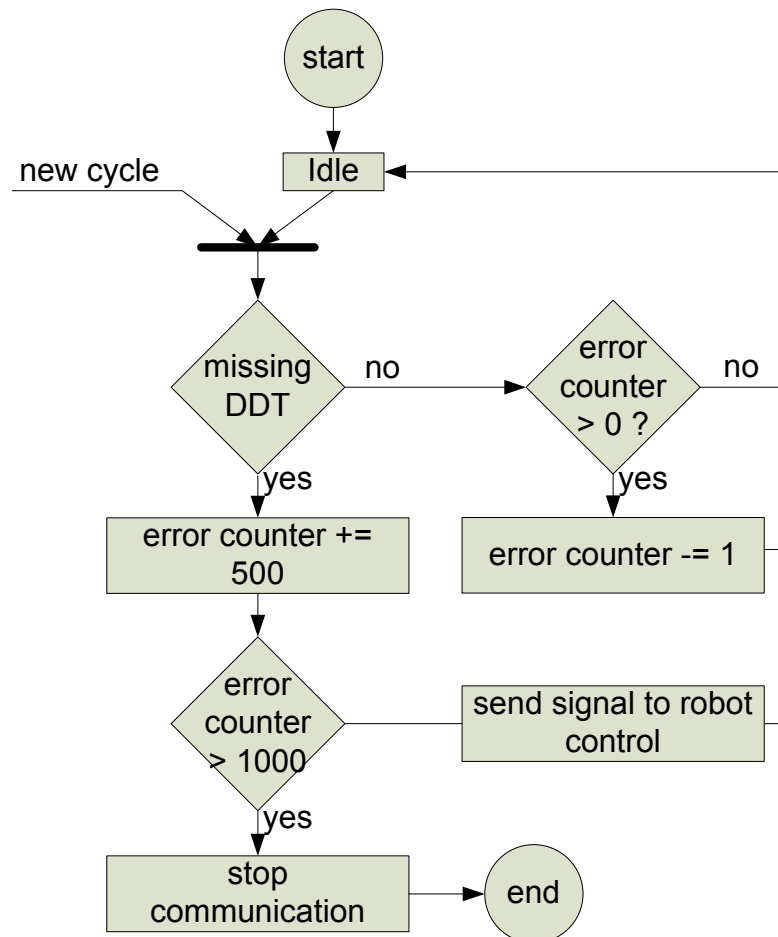 start
Idle
new cycle
missing
DDT
no
error
counter
> 0 ?
no
yes
yes
error counter +=
500
error counter -= 1
error
counter
> 1000
send signal to robot
control
yes
stop
communication
end